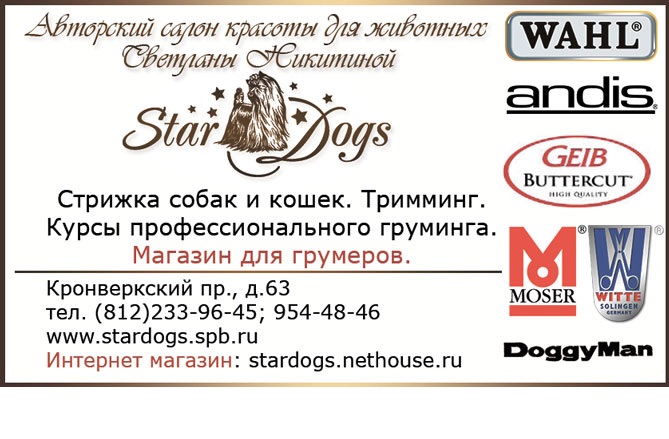 Авторский салон красоты для животных
Светланы Никитиной
Star Dogs
Стрижка собак и кошек. Тримминг.
Курсы профессионального груминга.
Магазин для грумеров.
Кронверкский пр., д.63
тел. (812)233-96-45; 954-48-46
www.stardogs.spb.ru
Интернет магазин: stardogs.nethouse.ru
WAHL®
andis®
GEIB
BUTTERCUT®
HIGH QUALITY
MOSER®
WITTE®
SOLINGEN
GERMANY
DoggyMan